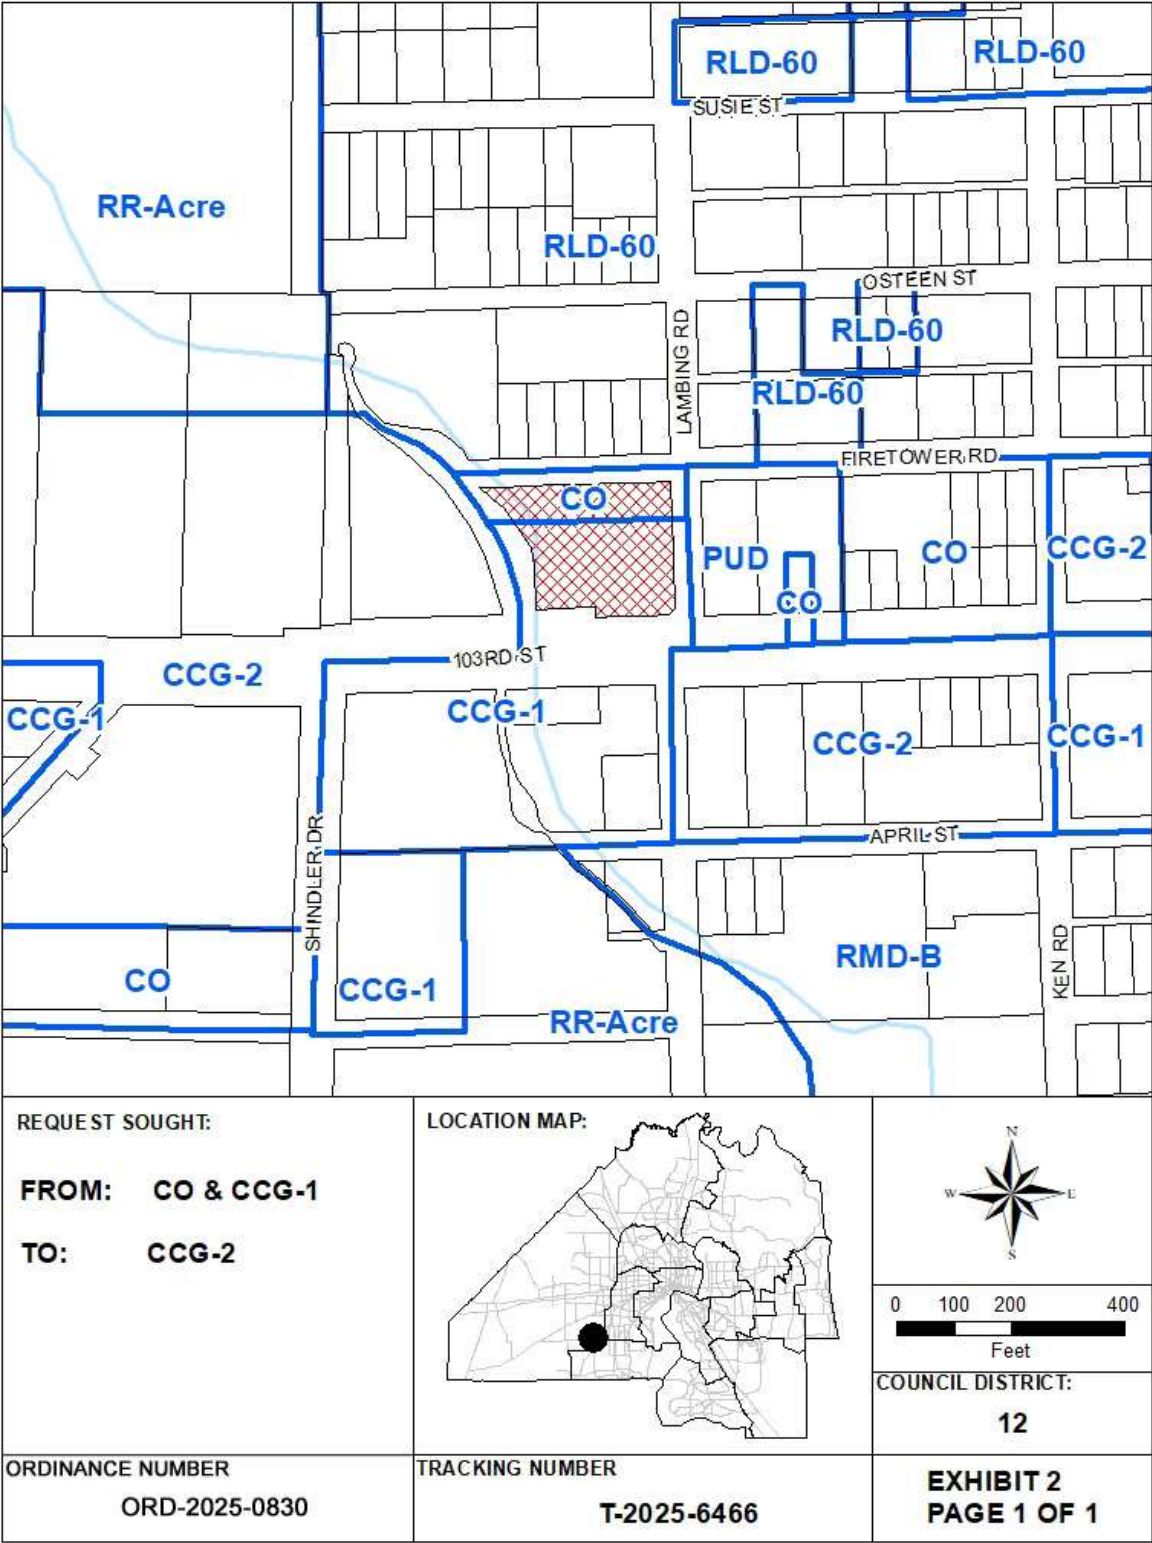 RLD-60
RLD-60
SUSIE ST
RR-Acre
RLD-60
OSTEEN ST
LAMBING RD
RLD-60
RLD-60
FIRETOWER RD
CO
PUD
CO
CCG-2
CO
103RD ST
CCG-2
CCG-1
CCG-1
CCG-2
CCG-1
SHINDLER DR
APRIL ST
CO
CCG-1
RMD-B
KEN RD
RR-Acre
REQUEST SOUGHT:
FROM: CO & CCG-1
TO: CCG-2
LOCATION MAP:
N
W E
S
0 100 200 400
Feet
COUNCIL DISTRICT:
12
ORDINANCE NUMBER
ORD-2025-0830
TRACKING NUMBER
T-2025-6466
EXHIBIT 2
PAGE 1 OF 1